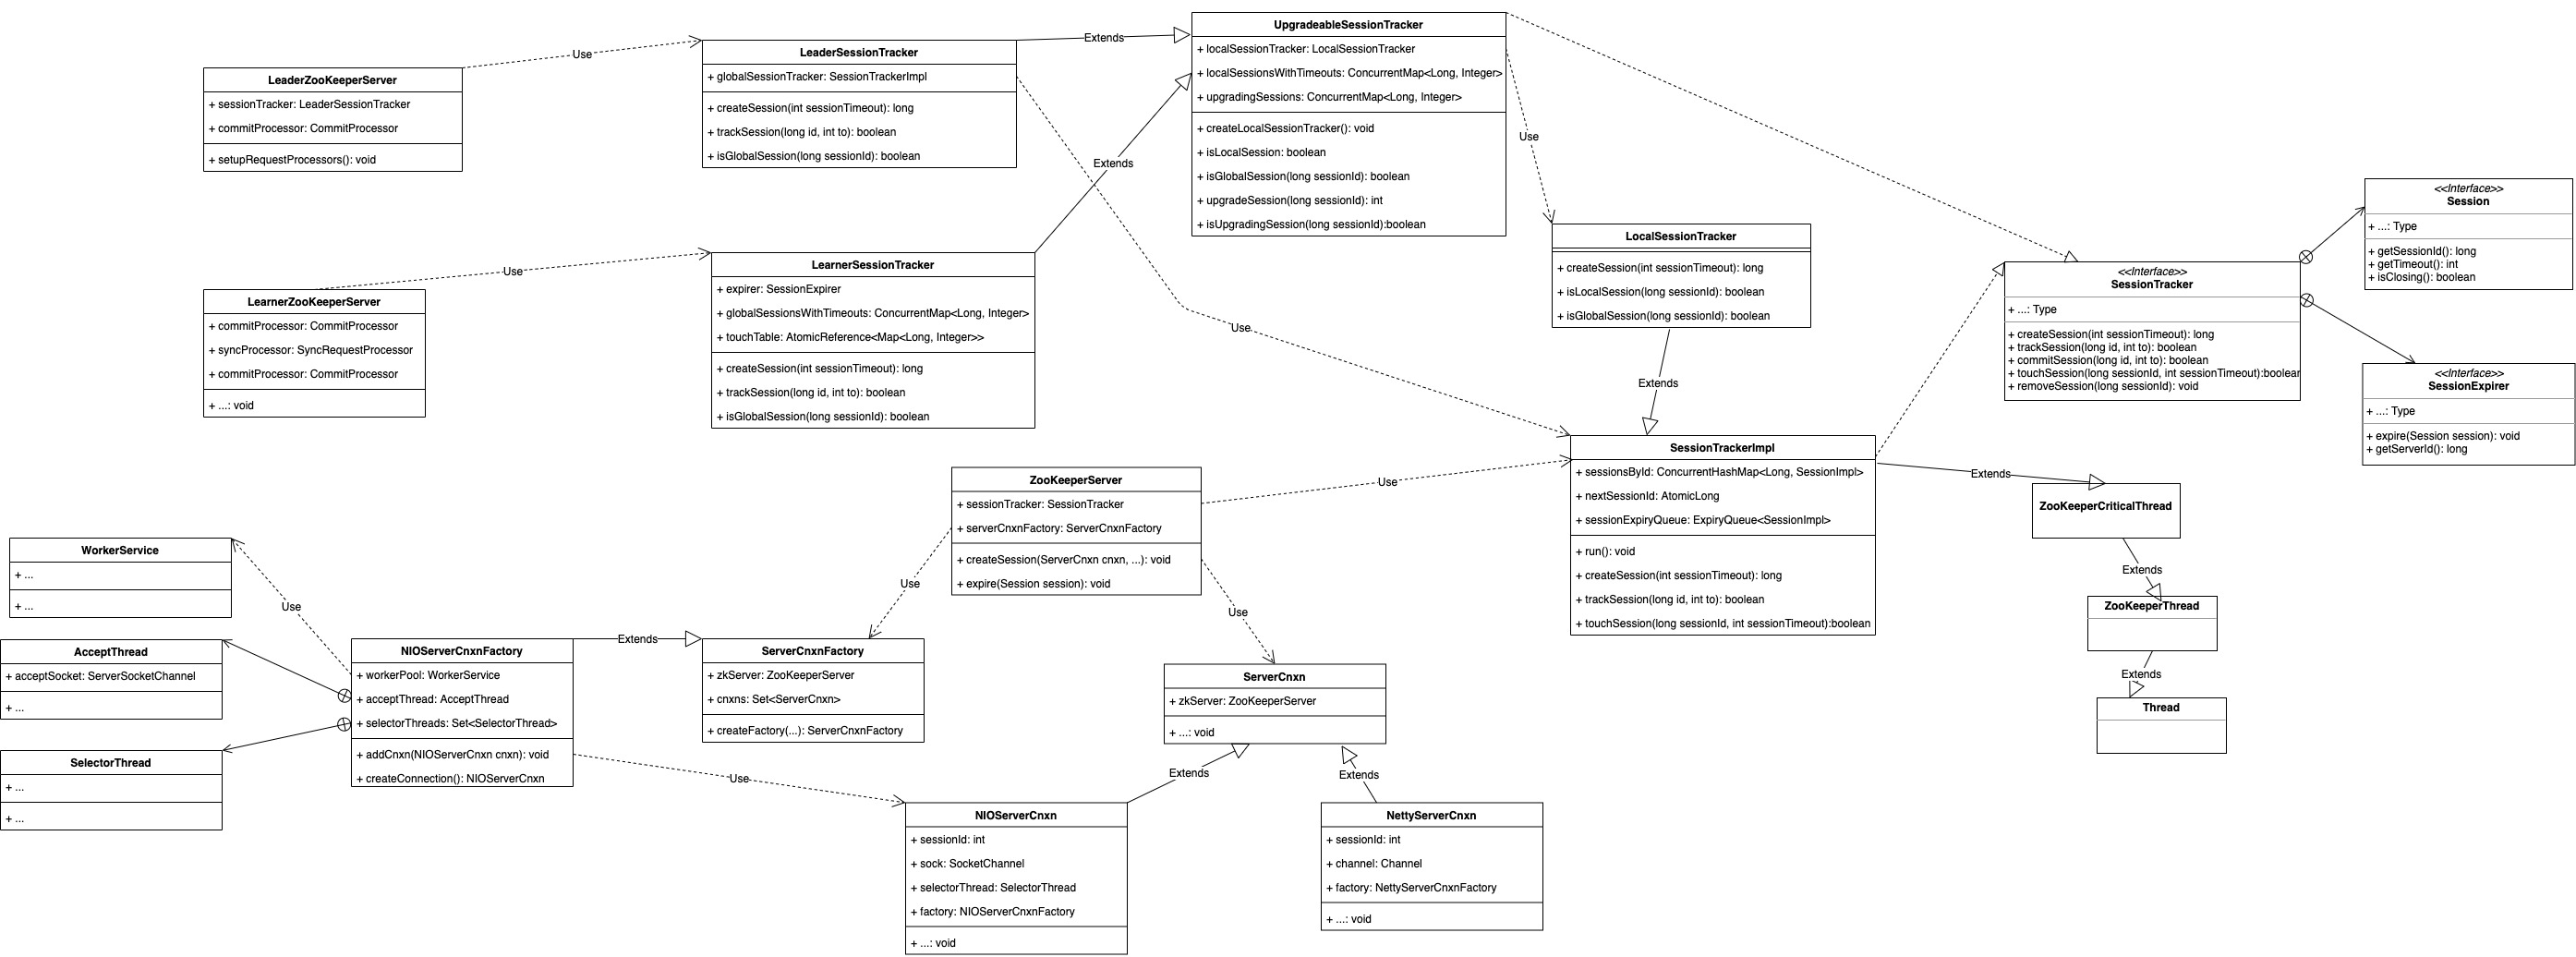 UpgradeableSessionTracker
+ localSessionTracker: LocalSessionTracker
+ localSessionsWithTimeouts: ConcurrentMap<Long, Integer>
+ upgradingSessions: ConcurrentMap<Long, Integer>
+ createLocalSessionTracker(): void
+ isLocalSession: boolean
+ isGlobalSession(long sessionId): boolean
+ upgradeSession(long sessionId): int
+ isUpgradingSession(long sessionId):boolean
Extends
Use
LeaderSessionTracker
+ globalSessionTracker: SessionTrackerImpl
+ createSession(int sessionTimeout): long
+ trackSession(long id, int to): boolean
+ isGlobalSession(long sessionId): boolean
LeaderZooKeeperServer
+ sessionTracker: LeaderSessionTracker
+ commitProcessor: CommitProcessor
+ setupRequestProcessors(): void
Use
Extends
<<Interface>>
Session
+ ...: Type
+ getSessionId(): long
+ getTimeout(): int
+ isClosing(): boolean
LocalSessionTracker
+ createSession(int sessionTimeout): long
+ isLocalSession(long sessionId): boolean
+ isGlobalSession(long sessionId): boolean
LearnerSessionTracker
+ expirer: SessionExpirer
+ globalSessionsWithTimeouts: ConcurrentMap<Long, Integer>
+ touchTable: AtomicReference<Map<Long, Integer>>
+ createSession(int sessionTimeout): long
+ trackSession(long id, int to): boolean
+ isGlobalSession(long sessionId): boolean
Use
LearnerZooKeeperServer
+ commitProcessor: CommitProcessor
+ syncProcessor: SyncRequestProcessor
+ commitProcessor: CommitProcessor
+ ...: void
<<Interface>>
SessionTracker
+ ...: Type
+ createSession(int sessionTimeout): long
+ trackSession(long id, int to): boolean
+ commitSession(long id, int to): boolean
+ touchSession(long sessionId, int sessionTimeout):boolean
+ removeSession(long sessionId): void
Use
Extends
<<Interface>>
SessionExpirer
+ ...: Type
+ expire(Session session): void
+ getServerId(): long
SessionTrackerImpl
+ sessionsById: ConcurrentHashMap<Long, SessionImpl>
+ nextSessionId: AtomicLong
+ sessionExpiryQueue: ExpiryQueue<SessionImpl>
+ run(): void
+ createSession(int sessionTimeout): long
+ trackSession(long id, int to): boolean
+ touchSession(long sessionId, int sessionTimeout):boolean
Extends
ZooKeeperCriticalThread
Extends
ZooKeeperThread
Extends
Thread
ZooKeeperServer
+ sessionTracker: SessionTracker
+ serverCnxnFactory: ServerCnxnFactory
+ createSession(ServerCnxn cnxn, ...): void
+ expire(Session session): void
Use
Use
Use
WorkerService
+ ...
+ ...
Use
AcceptThread
+ acceptSocket: ServerSocketChannel
+ ...
SelectorThread
+ ...
+ ...
NIOServerCnxnFactory
+ workerPool: WorkerService
+ acceptThread: AcceptThread
+ selectorThreads: Set<SelectorThread>
+ addCnxn(NIOServerCnxn cnxn): void
+ createConnection(): NIOServerCnxn
Extends
ServerCnxnFactory
+ zkServer: ZooKeeperServer
+ cnxns: Set<ServerCnxn>
+ createFactory(...): ServerCnxnFactory
Use
ServerCnxn
+ zkServer: ZooKeeperServer
+ ...: void
Extends
Extends
NIOServerCnxn
+ sessionId: int
+ sock: SocketChannel
+ selectorThread: SelectorThread
+ factory: NIOServerCnxnFactory
+ ...: void
NettyServerCnxn
+ sessionId: int
+ channel: Channel
+ factory: NettyServerCnxnFactory
+ ...: void